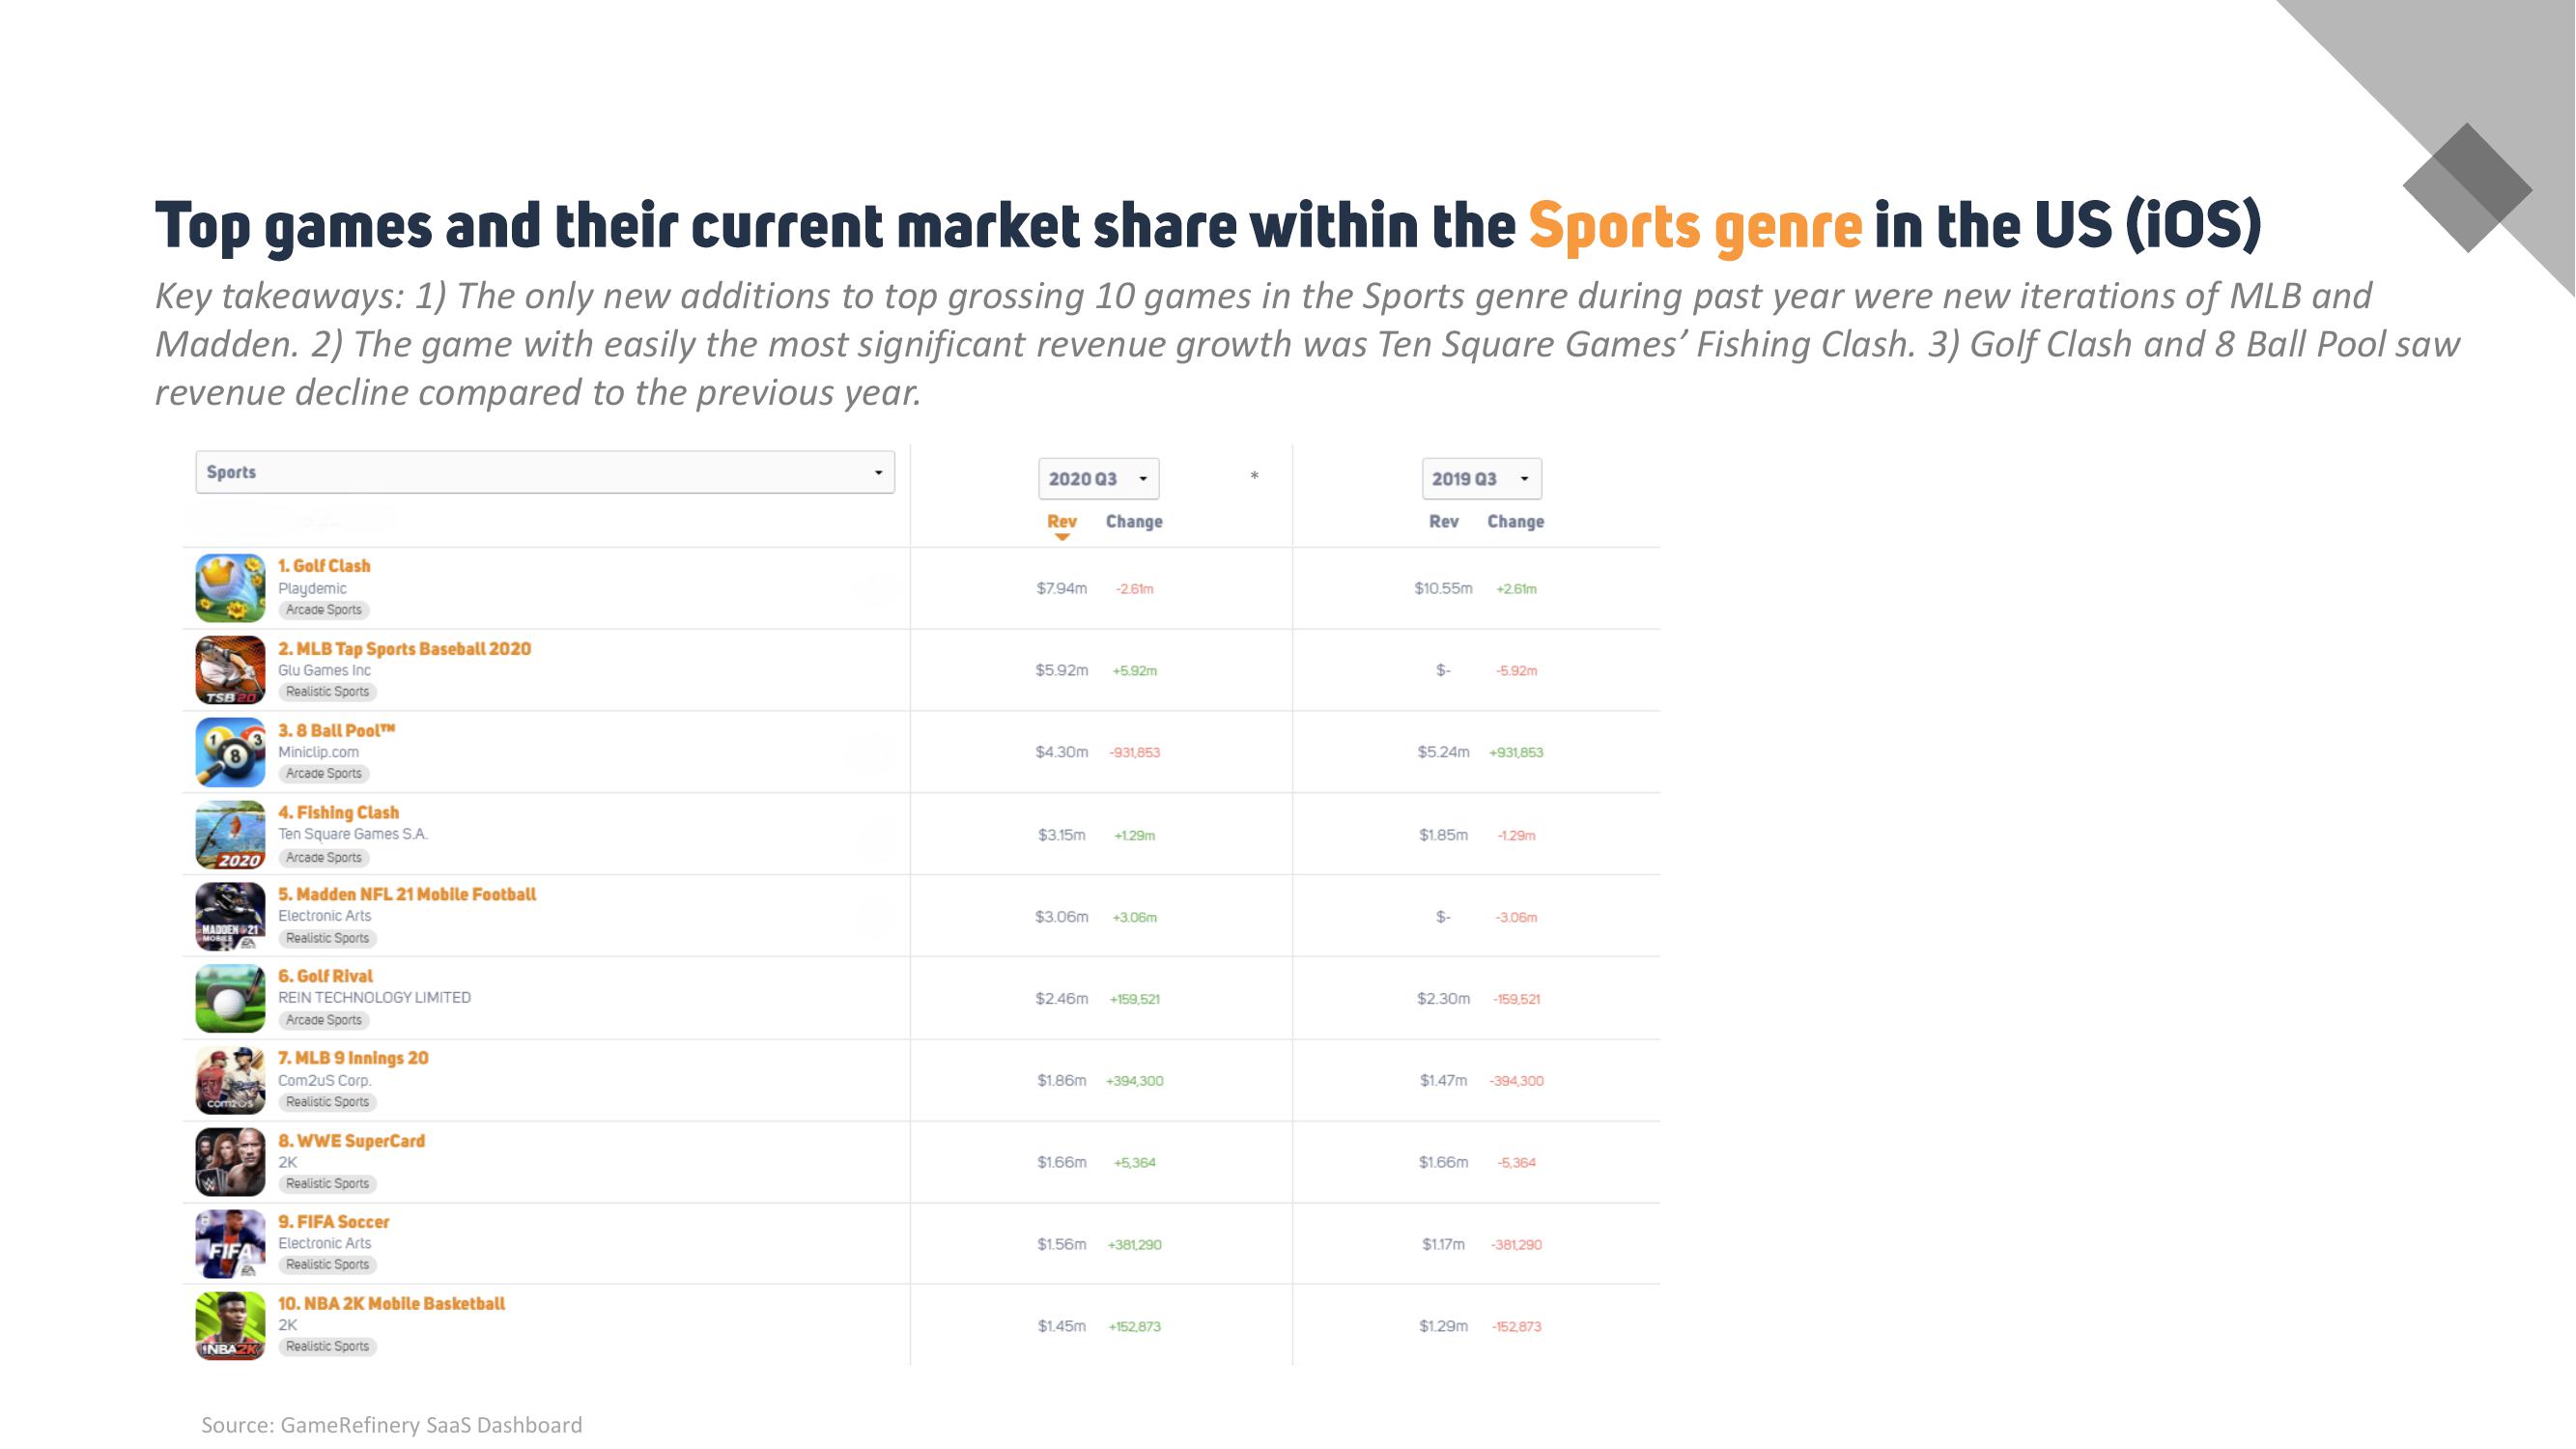 Top games and their current market share within the Sports genre in the US (iOS)
Key takeaways: 1) The only new additions to top grossing 10 games in the Sports genre during past year were new iterations of MLB and
Madden. 2) The game with easily the most significant revenue growth was Ten Square Games’ Fishing Clash. 3) Golf Clash and 8 Ball Pool saw
revenue decline compared to the previous year.
Sports 2020 Q3 * 2019 Q3
Rev Change Rev Change
1. Golf Clash
Playdemic $7.94m -2.61m $10.55m +2.61m
Arcade Sports
2. MLB Tap Sports Baseball 2020
Glu Games Inc $5.92m +5.92m $- -5.92m
TSB 20 Realistic Sports
3. 8 Ball Pool™
Miniclip.com $4.30m -931,853 $5.24m +931,853
Arcade Sports
4. Fishing Clash
Ten Square Games S.A. $3.15m +1.29m $1.85m -1.29m
2020 Arcade Sports
5. Madden NFL 21 Mobile Football
Electronic Arts $3.06m +3.06m $- -3.06m
MADDEN 21
MOBILE EA Realistic Sports
6. Golf Rival
REIN TECHNOLOGY LIMITED $2.46m +159,521 $2.30m -159,521
Arcade Sports
7. MLB 9 Innings 20
Com2uS Corp. $1.86m +394,300 $1.47m -394,300
com2us Realistic Sports
8. WWE SuperCard
2K $1.66m +5,364 $1.66m -5,364
Realistic Sports
9. FIFA Soccer
Electronic Arts $1.56m +381,290 $1.17m -381,290
FIFA EA Realistic Sports
10. NBA 2K Mobile Basketball
2K $1.45m +152,873 $1.29m -152,873
NBA 2K Realistic Sports
Source: GameRefinery SaaS Dashboard